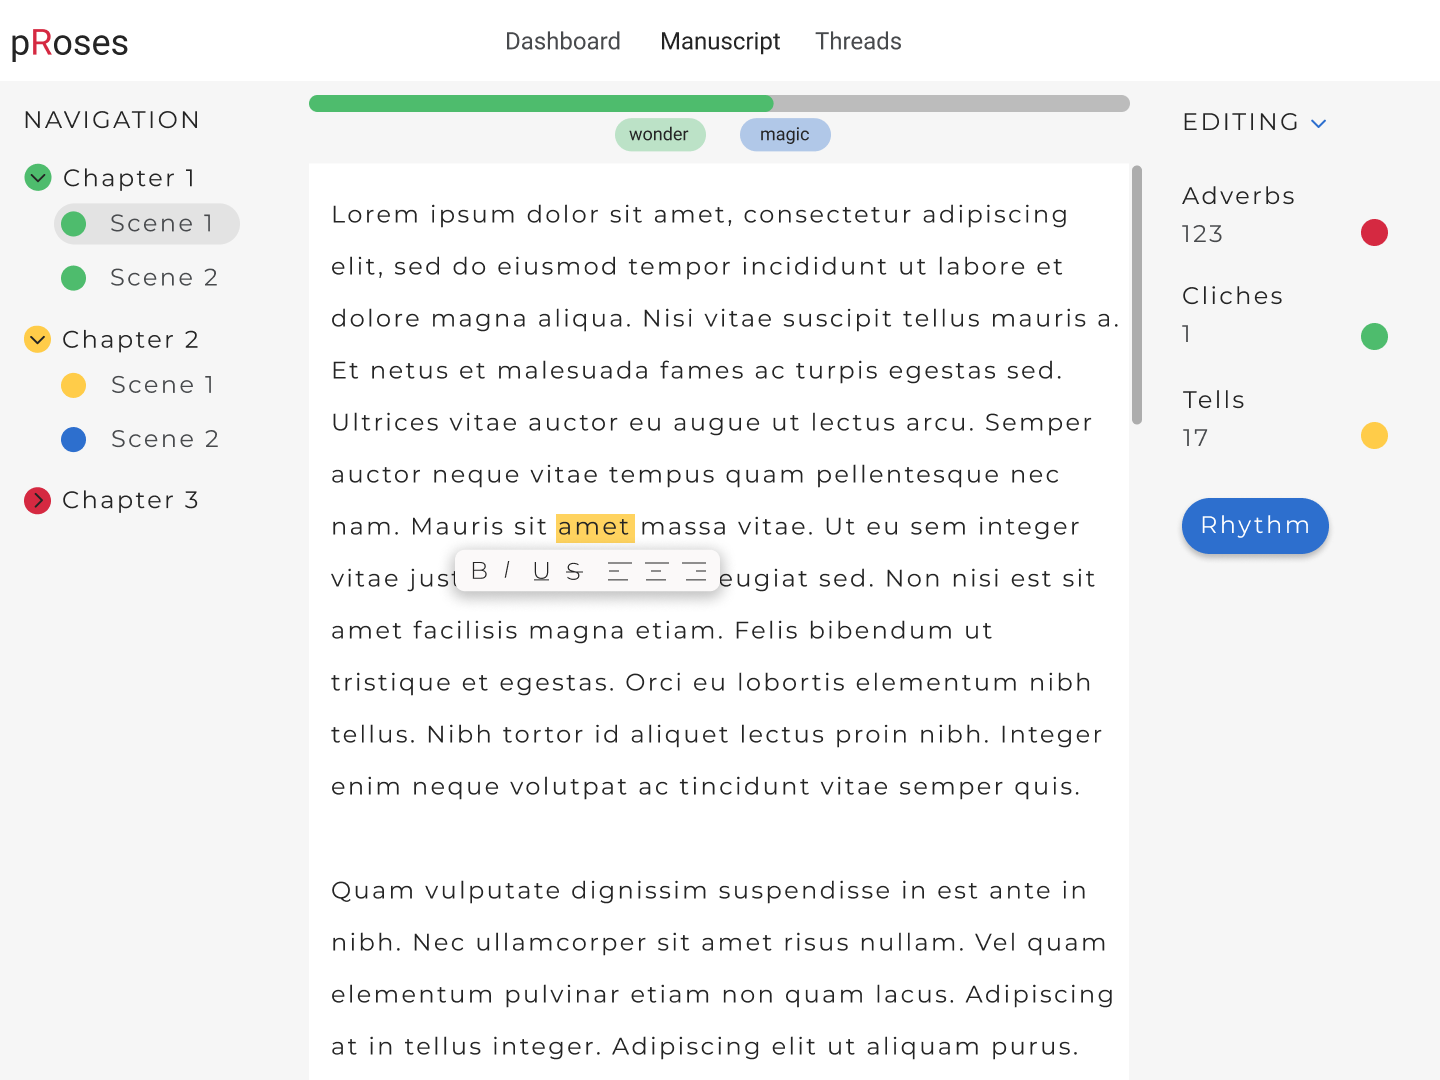 pRoses
Dashboard Manuscript Threads
NAVIGATION
Chapter 1
Scene 1
Scene 2
Chapter 2
Scene 1
Scene 2
Chapter 3
wonder magic
Lorem ipsum dolor sit amet, consectetur adipiscing
elit, sed do eiusmod tempor incididunt ut labore et
dolore magna aliqua. Nisi vitae suscipit tellus mauris a.
Et netus et malesuada fames ac turpis egestas sed.
Ultrices vitae auctor eu augue ut lectus arcu. Semper
auctor neque vitae tempus quam pellentesque nec
nam. Mauris sit amet massa vitae. Ut eu sem integer
vitae just eugiat sed. Non nisi est sit
B I U S
amet facilisis magna etiam. Felis bibendum ut
tristique et egestas. Orci eu lobortis elementum nibh
tellus. Nibh tortor id aliquet lectus proin nibh. Integer
enim neque volutpat ac tincidunt vitae semper quis.
Quam vulputate dignissim suspendisse in est ante in
nibh. Nec ullamcorper sit amet risus nullam. Vel quam
elementum pulvinar etiam non quam lacus. Adipiscing
at in tellus integer. Adipiscing elit ut aliquam purus.
EDITING
Adverbs
123
Cliches
1
Tells
17
Rhythm